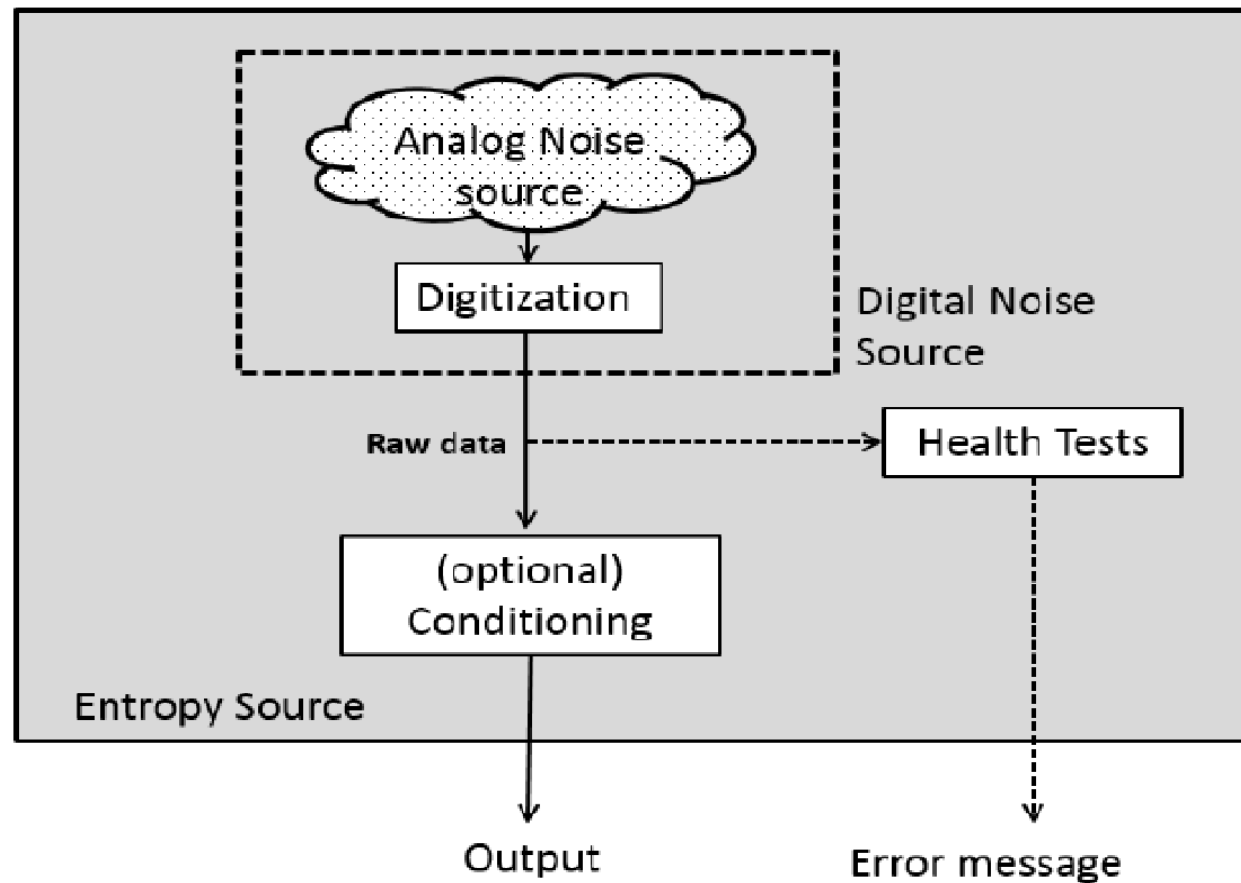 Analog Noise
source
Digitization
Digital Noise
Source
Raw data
Health Tests
(optional)
Conditioning
Entropy Source
Output
Error message